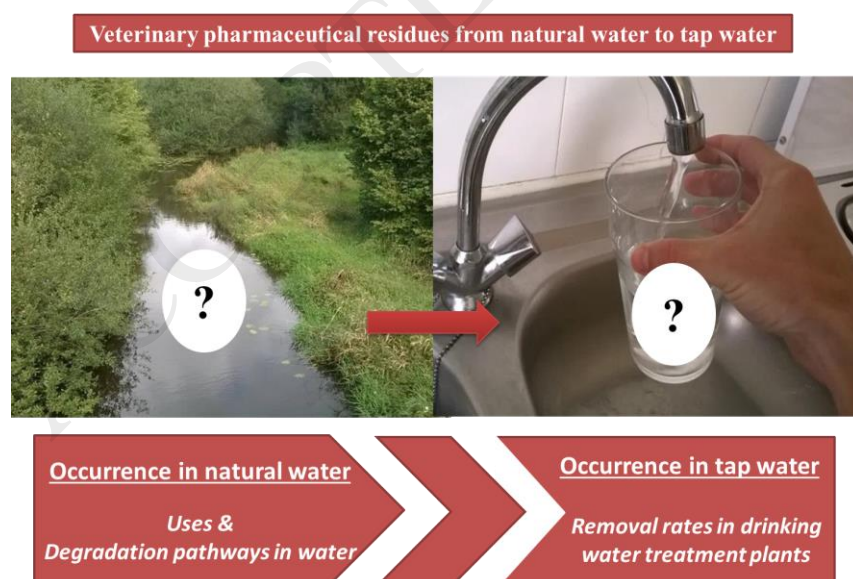 Veterinary pharmaceutical residues from natural water to tap water
?
?
Occurrence in natural water
Uses &
Degradation pathways in water
Occurrence in tap water
Removal rates in drinking
water treatment plants